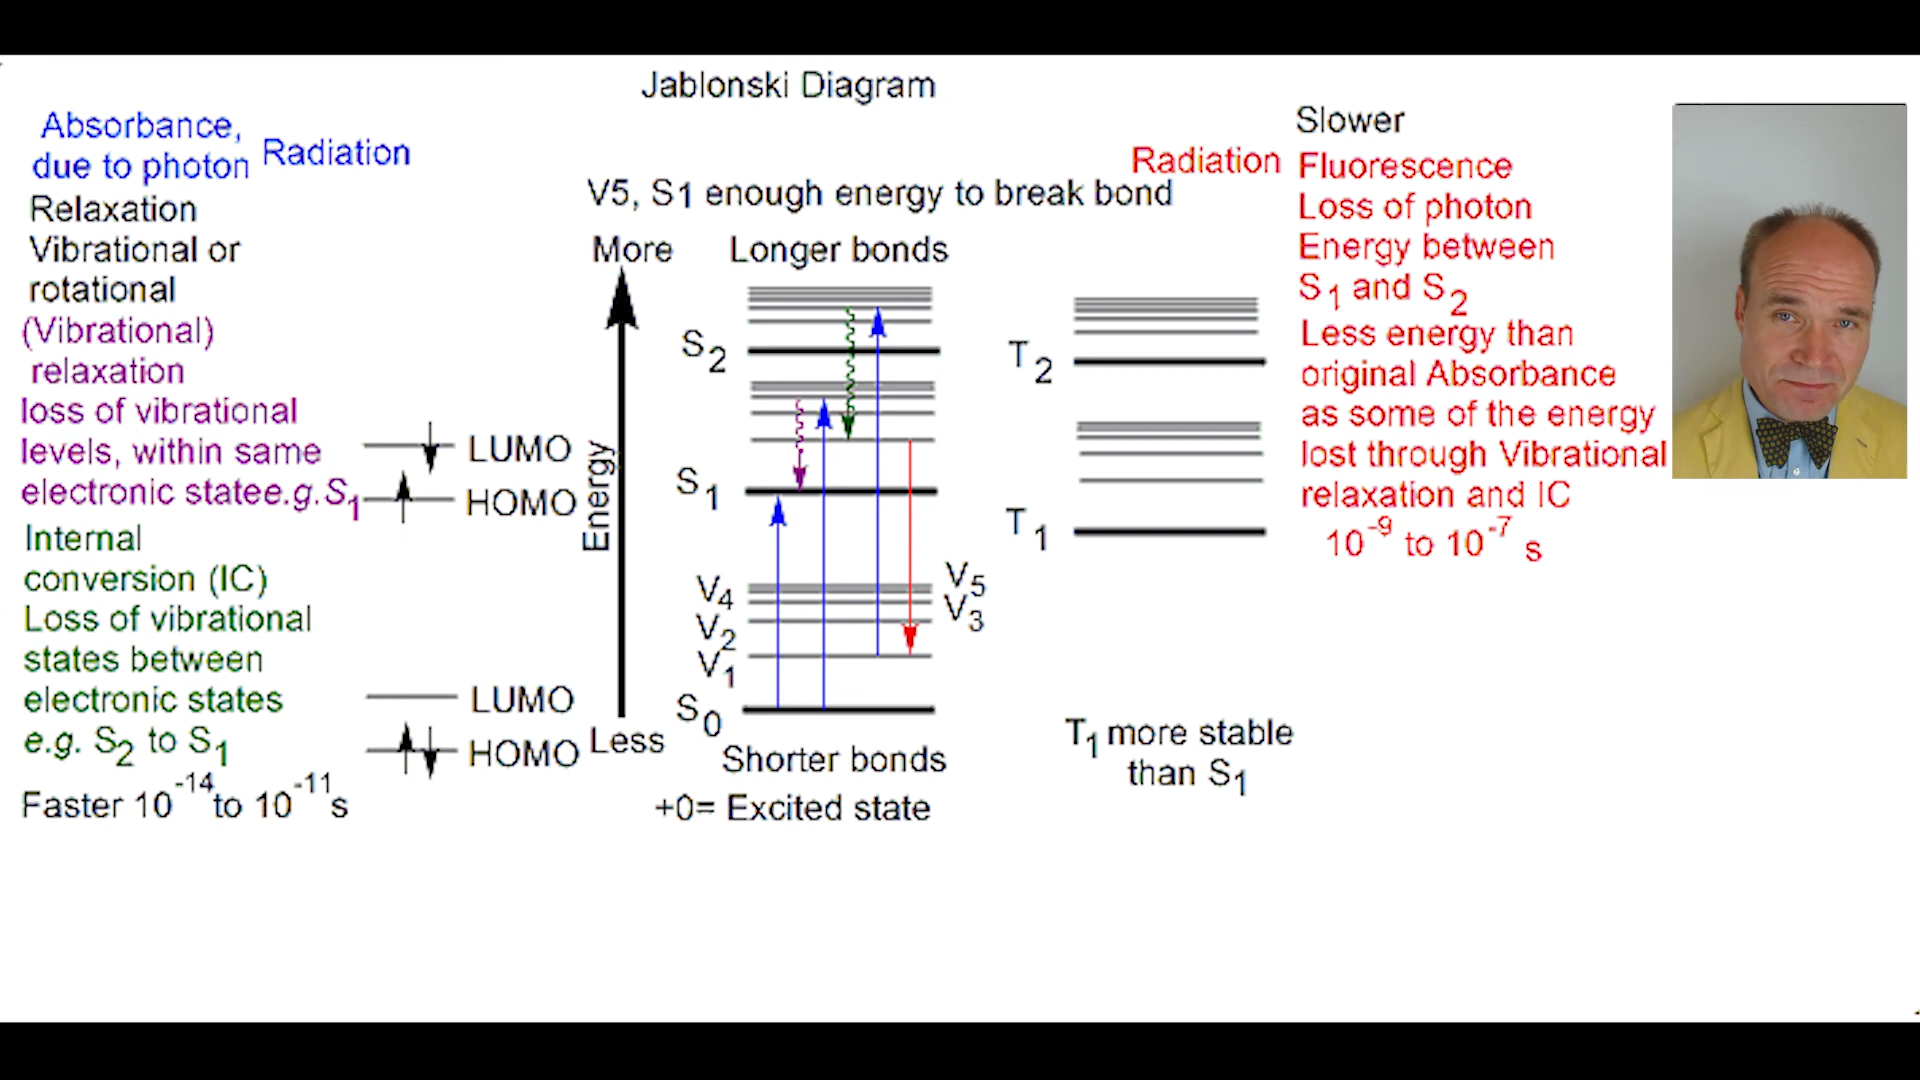 Jablonski Diagram
Absorbance,
due to photon
Radiation
Relaxation
Vibrational or
rotational
(Vibrational)
relaxation
loss of vibrational
levels, within same
electronic statee.g.S1
Internal
conversion (IC)
Loss of vibrational
states between
electronic states
e.g. S2 to S1
Faster 10-14to 10-11s
LUMO
HOMO
LUMO
HOMO
V5, S1 enough energy to break bond
More
Longer bonds
Energy
Less
S2
S1
V4
V5
V3
V2
V1
S0
Shorter bonds
+0= Excited state
T2
T1
T1 more stable
than S1
Radiation
Slower
Fluorescence
Loss of photon
Energy between
S1 and S2
Less energy than
original Absorbance
as some of the energy
lost through Vibrational
relaxation and IC
10-9 to 10-7 s